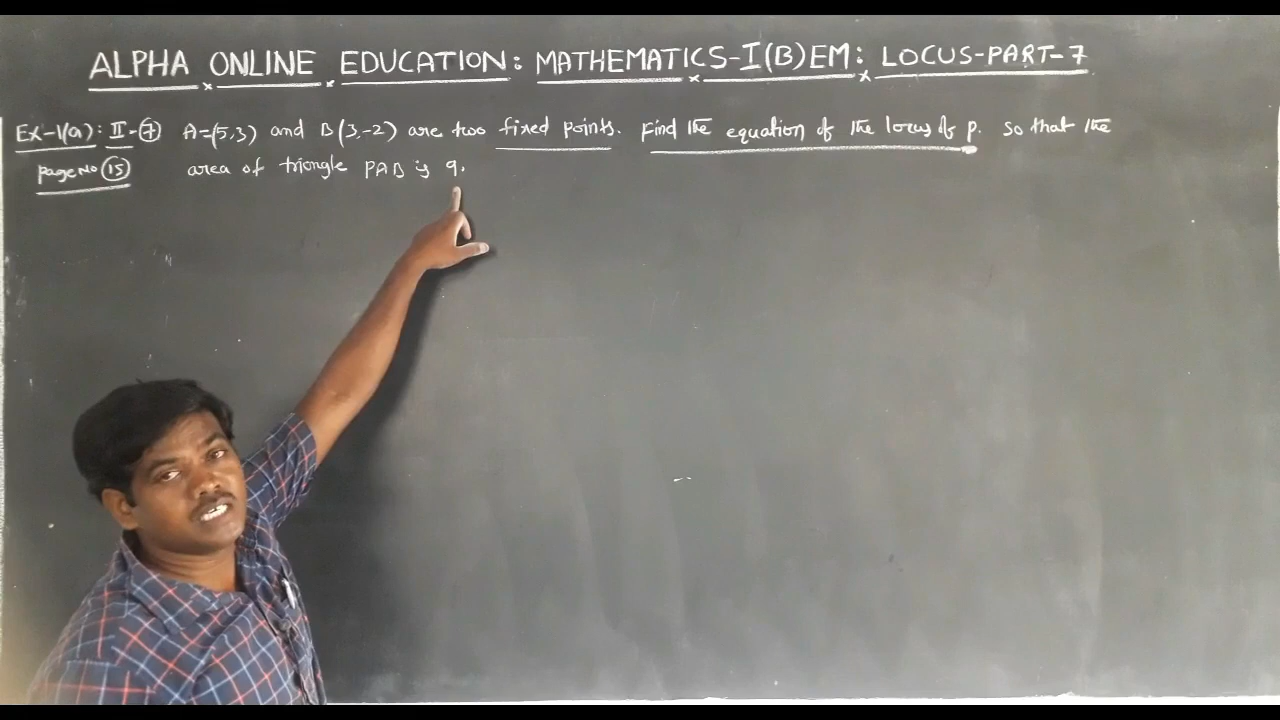 ALPHA ONLINE EDUCATION: MATHEMATICS-I(B)EM: LOCUS-PART-7
Ex-1(a): II-7 A=(5,3) and B(3,-2) are two fixed points. Find the equation of the locus of p. so that the
page No 15 area of triangle PAB is 9.